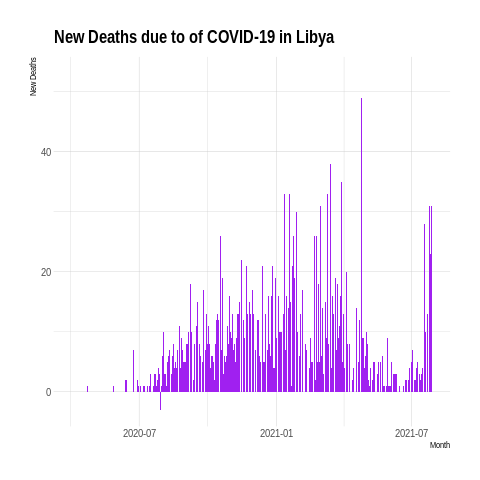 New Deaths due to of COVID-19 in Libya
New Deaths
40
20
0
2020-07
2021-01
2021-07
Month